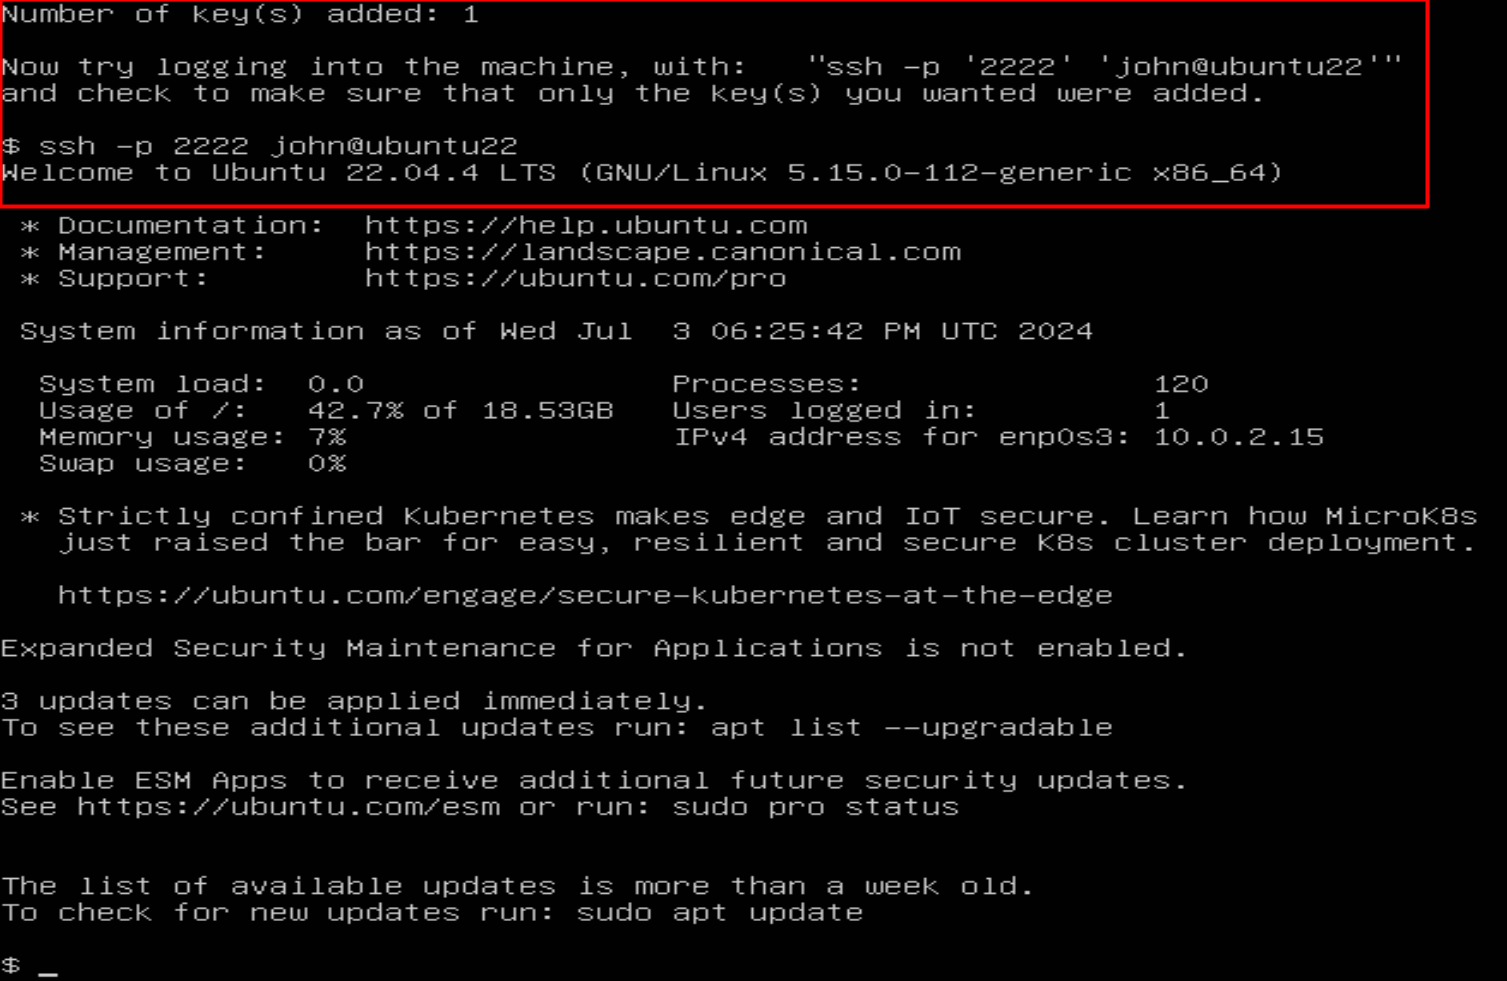 Number of key(s) added: 1
Now try logging into the machine, with:   "ssh -p '2222' 'john@ubuntu22'"
and check to make sure that only the key(s) you wanted were added.
$ ssh -p 2222 john@ubuntu22
Welcome to Ubuntu 22.04.4 LTS (GNU/Linux 5.15.0-112-generic x86_64)
 * Documentation:  https://help.ubuntu.com
 * Management:     https://landscape.canonical.com
 * Support:        https://ubuntu.com/pro
 System information as of Wed Jul  3 06:25:42 PM UTC 2024
  System load:  0.0                Processes:               120
  Usage of /:   42.7% of 18.53GB   Users logged in:         1
  Memory usage: 7%                 IPv4 address for enp0s3: 10.0.2.15
  Swap usage:   0%
 * Strictly confined Kubernetes makes edge and IoT secure. Learn how MicroK8s
   just raised the bar for easy, resilient and secure K8s cluster deployment.
   https://ubuntu.com/engage/secure-kubernetes-at-the-edge
Expanded Security Maintenance for Applications is not enabled.
3 updates can be applied immediately.
To see these additional updates run: apt list --upgradable
Enable ESM Apps to receive additional future security updates.
See https://ubuntu.com/esm or run: sudo pro status
The list of available updates is more than a week old.
To check for new updates run: sudo apt update
$ _